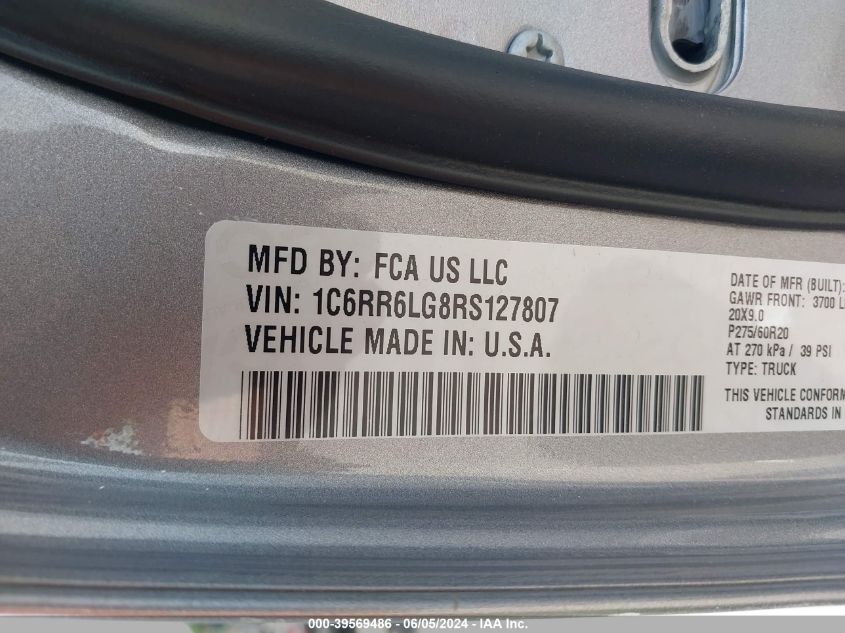 MFD BY: FCA US LLC
VIN: 1C6RR6LG8RS127807
VEHICLE MADE IN: U.S.A.
DATE OF MFR (BUILT):
GAWR FRONT: 3700 L
20X9.0
P275/60R20
AT 270 kPa / 39 PSI
TYPE: TRUCK
THIS VEHICLE CONFORM
STANDARDS IN
000-39569486 - 06/05/2024 - IAA Inc.